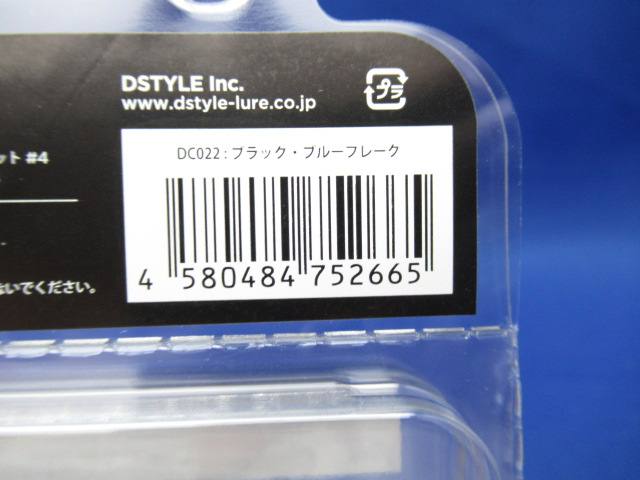 DSTYLE Inc.
www.dstyle-lure.co.jp
プラ
DC022:ブラック・ブルーフレーク
ット #4
4 580484 752665
いでください。